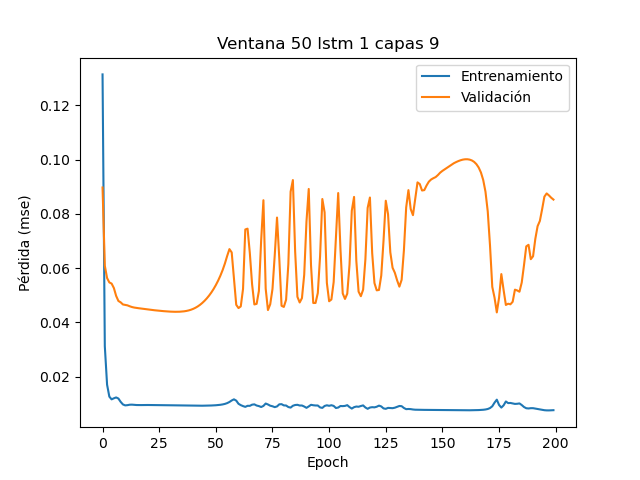 Ventana 50 lstm 1 capas 9
Entrenamiento
Validación
0.12
0.10
0.08
0.06
0.04
0.02
Pérdida (mse)
0 25 50 75 100 125 150 175 200
Epoch